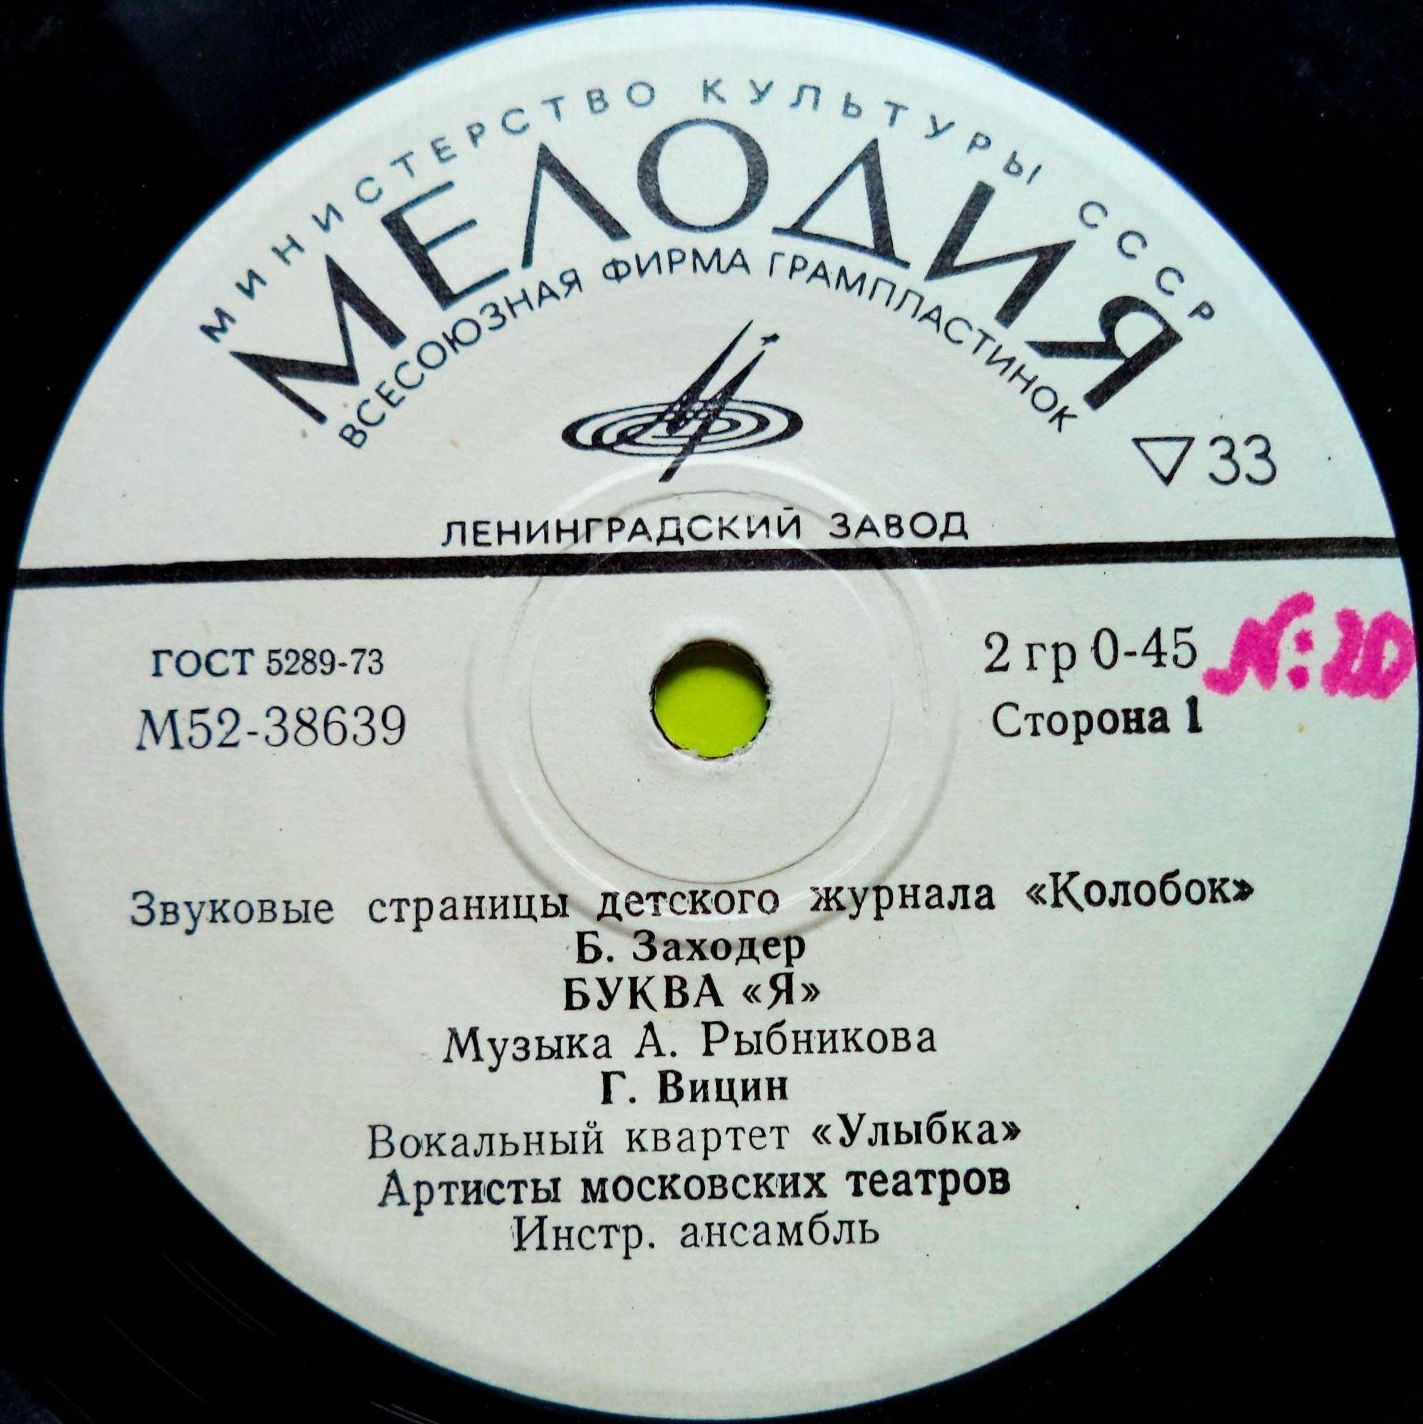 МИНИСТЕРСТВО КУЛЬТУРЫ СССР
МЕЛОДИЯ
ВСЕСОЮЗНАЯ ФИРМА ГРАМПЛАСТИНОК
▽33
ЛЕНИНГРАДСКИЙ ЗАВОД
ГОСТ 5289-73
2 гр 0-45
№:20
М52-38639
Сторона 1
Звуковые страницы детского журнала «Колобок»
Б. Заходер
БУКВА «Я»
Музыка А. Рыбникова
Г. Вицин
Вокальный квартет «Улыбка»
Артисты московских театров
Инстр. ансамбль